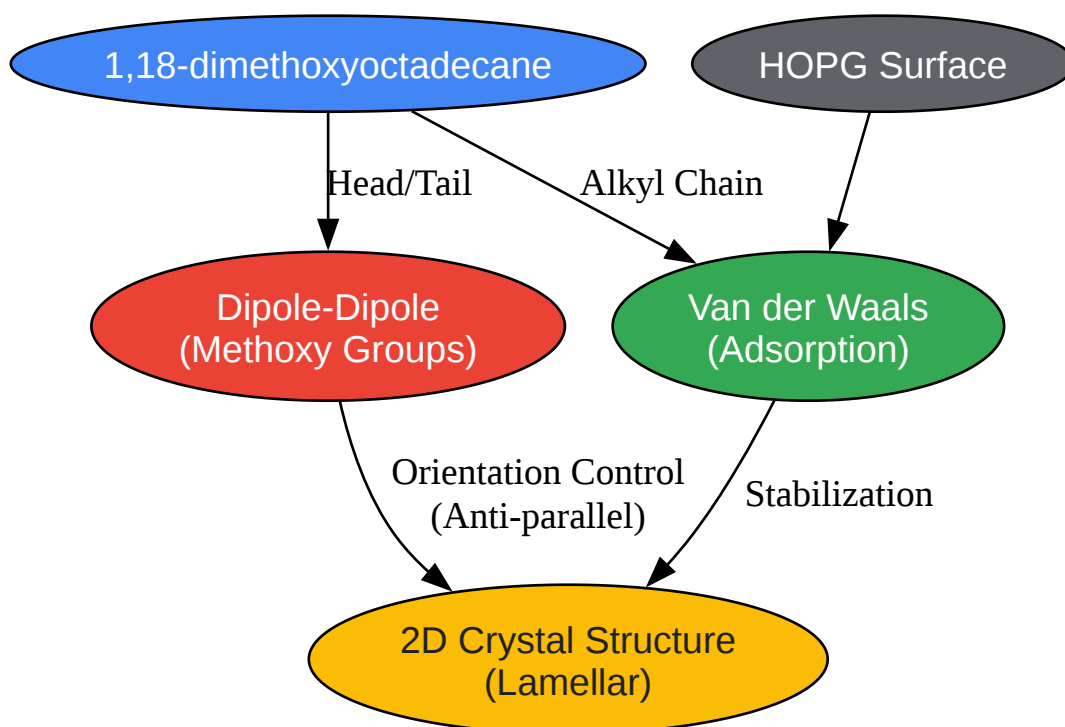 1,18-dimethoxyoctadecane
HOPG Surface
Head/Tail
Alkyl Chain
Dipole-Dipole
(Methoxy Groups)
Van der Waals
(Adsorption)
Orientation Control
(Anti-parallel)
Stabilization
2D Crystal Structure
(Lamellar)